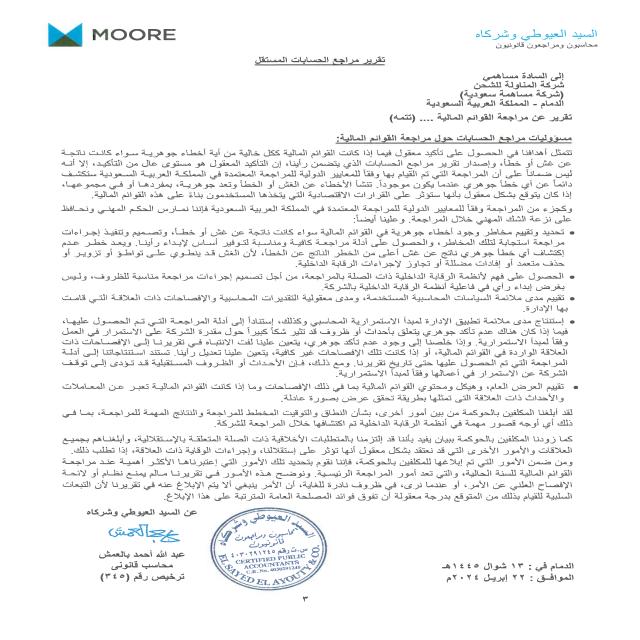 MOORE
السيد العيوطي وشركاه
محاسبون ومراجعون قانونيون
تقرير مراجع الحسابات المستقل
إلى السادة مساهمي
شركة المناولة للشحن
(شركة مساهمة سعودية)
الدمام - المملكة العربية السعودية
تقرير عن مراجعة القوائم المالية .... (تتمه)
مسؤوليات مراجع الحسابات حول مراجعة القوائم المالية:
تتمثل أهدافنا في الحصول على تأكيد معقول فيما إذا كانت القوائم المالية ككل خالية من أية أخطاء جوهرية سواء كانت ناتجة
عن غش أو خطأ، وإصدار تقرير مراجع الحسابات الذي يتضمن رأينا، إن التأكيد المعقول هو مستوى عال من التأكيد، إلا أنه
ليس ضماناً على أن المراجعة التي تم القيام بها وفقاً للمعايير الدولية للمراجعة المعتمدة في المملكة العربية السعودية ستكشف
دائماً عن أي خطأ جوهري عندما يكون موجوداً. تنشأ الأخطاء عن الغش أو الخطأ وتعد جوهرية، بمفردها أو في مجموعها،
إذا كان يتوقع بشكل معقول بأنها ستوثر على القرارات الاقتصادية التي يتخذها المستخدمون بناءً على هذه القوائم المالية.
وكجزء من المراجعة وفقاً للمعايير الدولية للمراجعة المعتمدة في المملكة العربية السعودية فإننا نمارس الحكم المهني ونحافظ
على نزعة الشك المهني خلال المراجعة. وعلينا أيضاً:
• تحديد وتقييم مخاطر وجود أخطاء جوهرية في القوائم المالية سواء كانت ناتجة عن غش أو خطأ، وتصميم وتنفيذ إجراءات
مراجعة استجابة لتلك المخاطر، والحصول على أدلة مراجعة كافية ومناسبة لتوفير أساس لإبداء رأينا. ويعد خطر عدم
إكتشاف أي خطأ جوهري ناتج عن غش أعلى من الخطر الناتج عن الخطأ، لأن الغش قد ينطوي على تواطؤ أو تزوير أو
حذف متعمد أو إفادات مضللة أو تجاوز لإجراءات الرقابة الداخلية.
• الحصول على فهم لأنظمة الرقابة الداخلية ذات الصلة بالمراجعة، من أجل تصميم إجراءات مراجعة مناسبة للظروف، وليس
بغرض إبداء رأي في فاعلية أنظمة الرقابة الداخلية بالشركة.
• تقييم مدى ملائمة السياسات المحاسبية المستخدمة، ومدى معقولية التقديرات المحاسبية والإفصاحات ذات العلاقة التي قامت
بها الإدارة.
• إستنتاج مدى ملائمة تطبيق الإدارة لمبدأ الاستمرارية المحاسبي وكذلك، إستناداً إلى أدلة المراجعة التي تم الحصول عليها،
فيما إذا كان هناك عدم تأكد جوهري يتعلق بأحداث أو ظروف قد تثير شكاً كبيراً حول مقدرة الشركة على الاستمرار في العمل
وفقاً لمبدأ الاستمرارية. وإذا خلصنا إلى وجود عدم تأكد جوهري، يتعين علينا لفت الانتباه في تقريرنا إلى الإفصاحات ذات
العلاقة الواردة في القوائم المالية، أو إذا كانت تلك الإفصاحات غير كافية، يتعين علينا تعديل رأينا. تستند استنتاجاتنا إلى أدلة
المراجعة التي تم الحصول عليها حتى تاريخ تقريرنا. ومع ذلك، فإن الأحداث أو الظروف المستقبلية قد تؤدى إلى توقف
الشركة عن الاستمرار في أعمالها وفقاً لمبدأ الاستمرارية.
• تقييم العرض العام، وهيكل ومحتوي القوائم المالية بما في ذلك الإفصاحات وما إذا كانت القوائم المالية تعبر عن المعاملات
والأحداث ذات العلاقة التى تمثلها بطريقة تحقق عرض بصورة عادلة.
لقد أبلغنا المكلفين بالحوكمة من بين أمور أخرى، بشأن النطاق والتوقيت المخطط للمراجعة والنتائج المهمة للمراجعة، بما في
ذلك أي أوجه قصور مهمة في أنظمة الرقابة الداخلية تم اكتشافها خلال المراجعة للشركة.
كما زودنا المكلفين بالحوكمة ببيان يفيد بأننا قد إلتزمنا بالمتطلبات الأخلاقية ذات الصلة المتعلقة بالإستقلالية، وأبلغناهم بجميع
العلاقات والأمور الأخرى التي قد نعتقد بشكل معقول أنها تؤثر على إستقلالنا، وإجراءات الوقاية ذات العلاقة، إذا تطلب ذلك.
و من ضمن الأمور التي تم إبلاغها للمكلفين بالحوكمة، فإننا نقوم بتحديد تلك الأمور التي إعتبرناها الأكثر أهمية عند مراجعة
القوائم المالية للسنة الحالية، والتي تعد أمور المراجعة الرئيسية. ونوضح هذه الأمور في تقريرنا مالم يمنع نظام أو لائحة
الإفصاح العلني عن الأمر، أو عندما نرى، في ظروف نادرة للغاية، أن الأمر ينبغي ألا يتم الإبلاغ عنه في تقريرنا لأن التبعات
السلبية للقيام بذلك من المتوقع بدرجة معقولة أن تفوق فوائد المصلحة العامة المترتبة على هذا الإبلاغ.
عن السيد العيوطي وشركاه
عبد الله أحمد بالعمش
محاسب قانونى
ترخيص رقم (٣٤٥)
السيد العيوطي وشركاه
محاسبون ومراجعون
قانونيون
س.ت رقم ٤٠٣٠٢٩١٢٤٥
CERTIFIED PUBLIC
ACCOUNTANTS
C.R. No. 4030291245
EL SAYED EL AYOUTY & CO.
الدمام في : ١٣ شوال ١٤٤٥هـ
الموافق : ٢٢ إبريل ٢٠٢٤م
٣